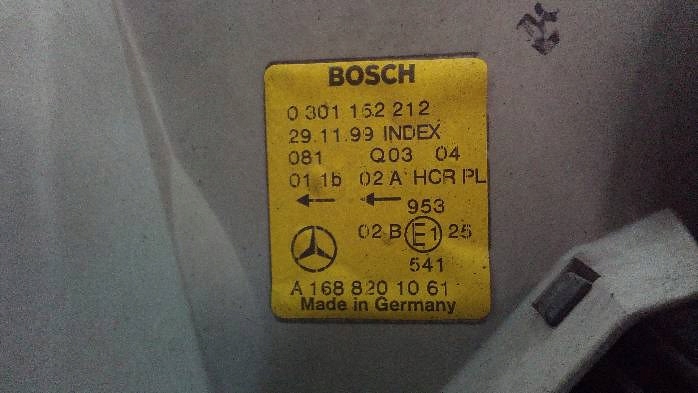 BOSCH
0 301 162 212
29.11.99 INDEX
081 Q03 04
01 1b 02 A HCR PL
953
02 B E1 25
541
A 168 820 10 61
Made in Germany